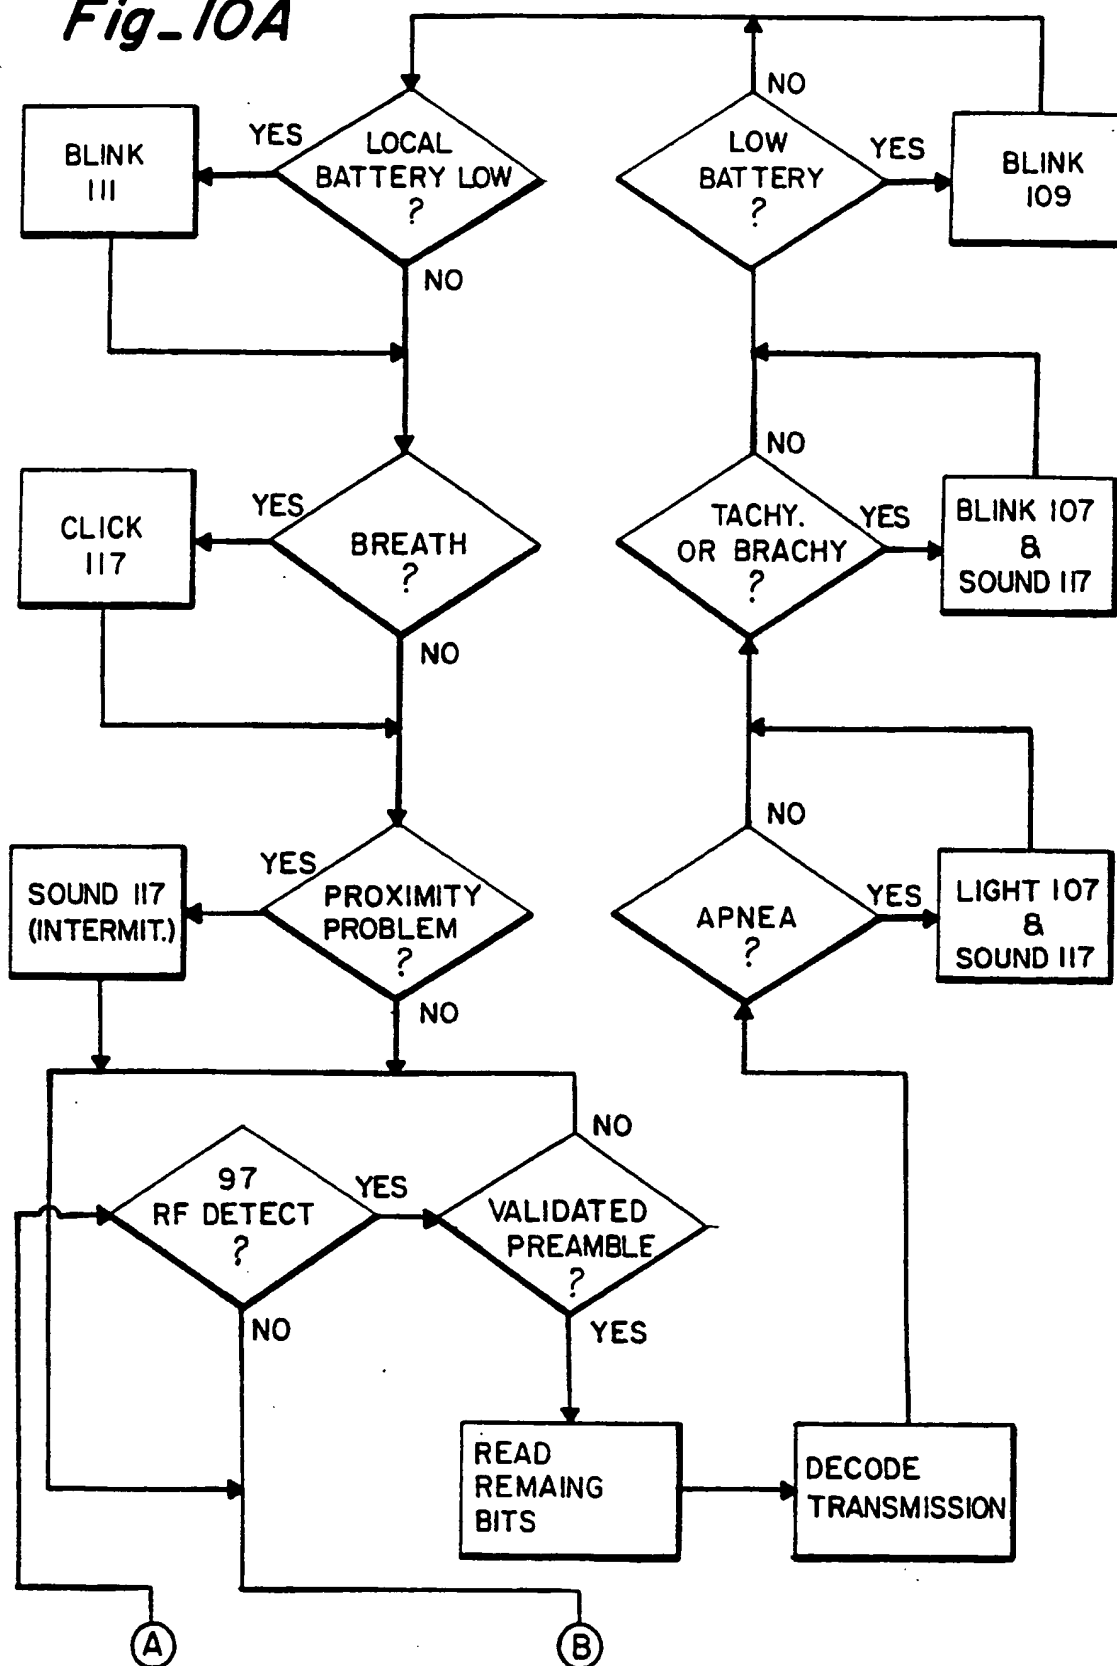 Fig_10A
YES
BLINK
111
LOCAL
BATTERY LOW
?
NO
NO
LOW
BATTERY
?
YES
BLINK
109
YES
CLICK
117
BREATH
?
NO
NO
TACHY.
OR BRACHY
?
YES
BLINK 107
&
SOUND 117
YES
SOUND 117
(INTERMIT.)
PROXIMITY
PROBLEM
?
NO
NO
APNEA
?
YES
LIGHT 107
&
SOUND 117
97
RF DETECT
?
YES
NO
NO
VALIDATED
PREAMBLE
?
YES
READ
REMAING
BITS
DECODE
TRANSMISSION
A
B